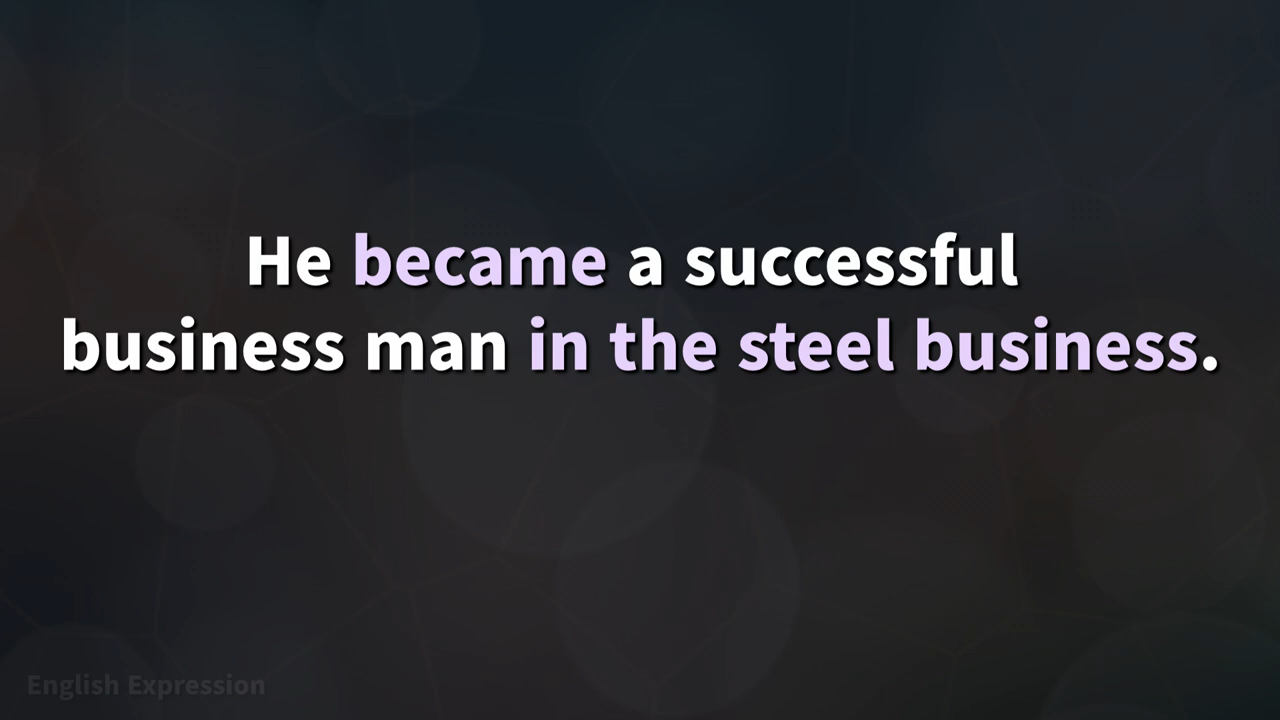 He became a successful
business man in the steel business.
English Expression